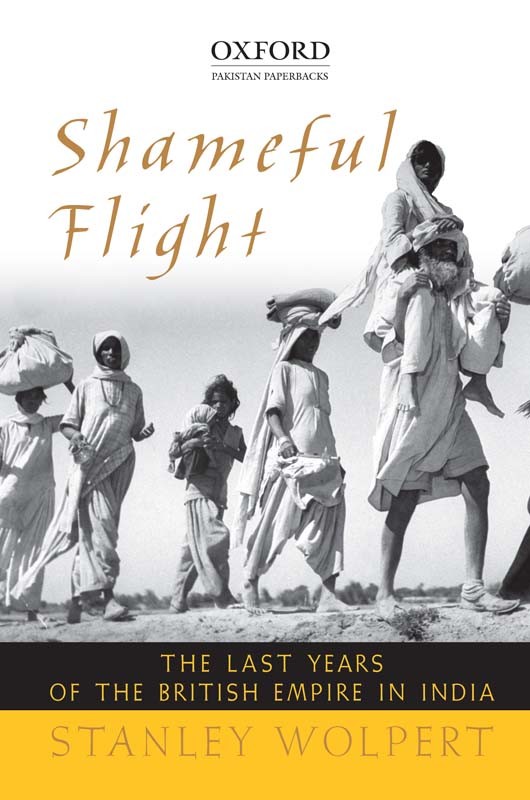 OXFORD
PAKISTAN PAPERBACKS
Shameful
Flight
THE LAST YEARS
OF THE BRITISH EMPIRE IN INDIA
STANLEY WOLPERT